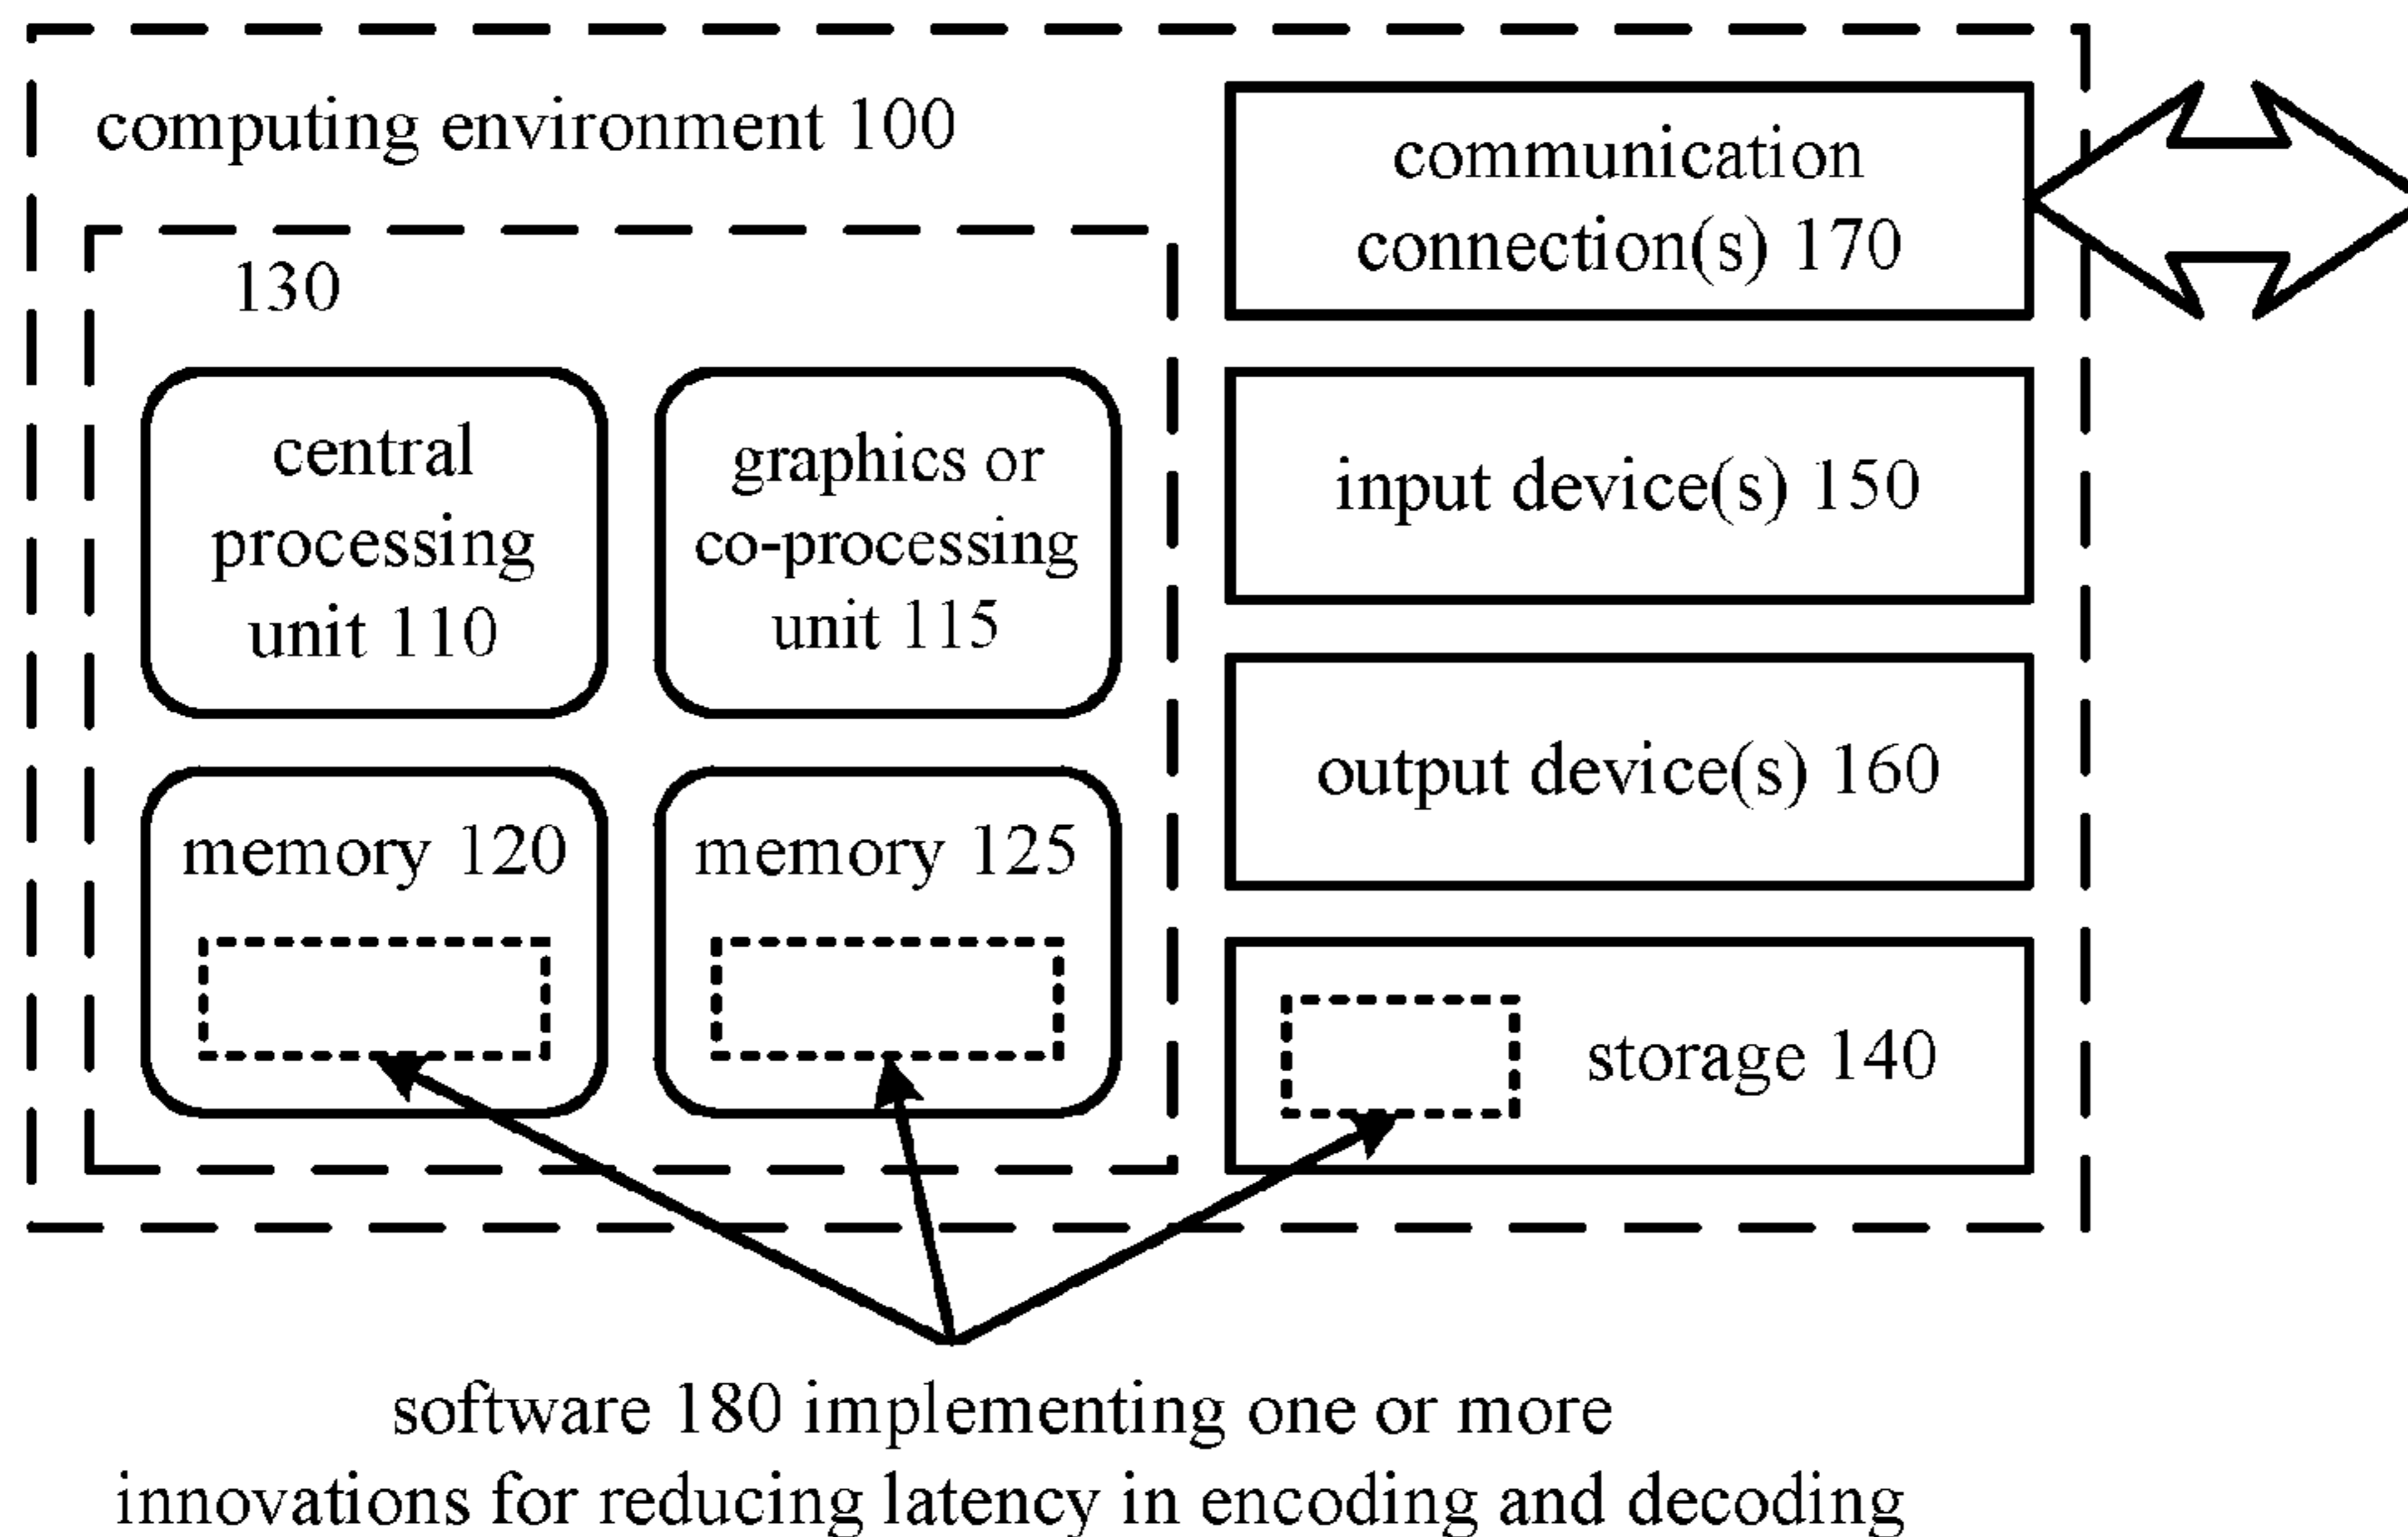 computing environment 100
130
central
processing
unit 110
graphics or
co-processing
unit 115
memory 120
memory 125
communication
connection(s) 170
input device(s) 150
output device(s) 160
storage 140
software 180 implementing one or more
innovations for reducing latency in encoding and decoding